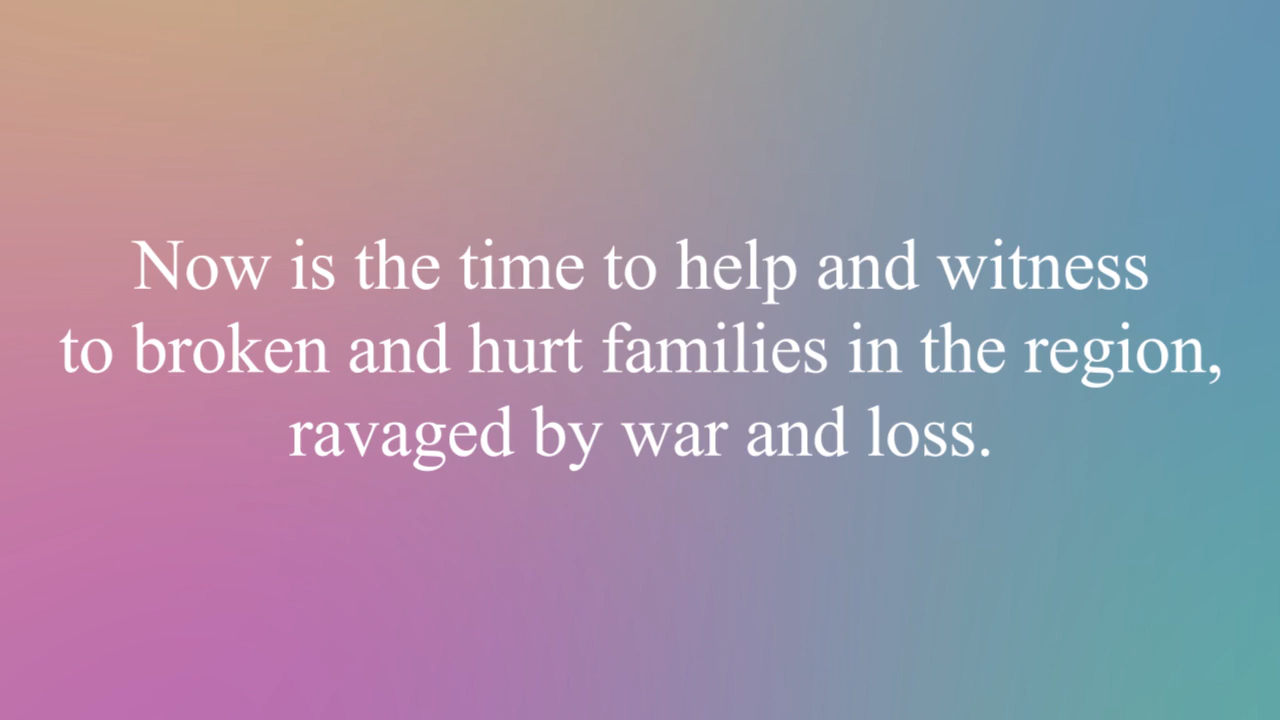 Now is the time to help and witness
to broken and hurt families in the region,
ravaged by war and loss.